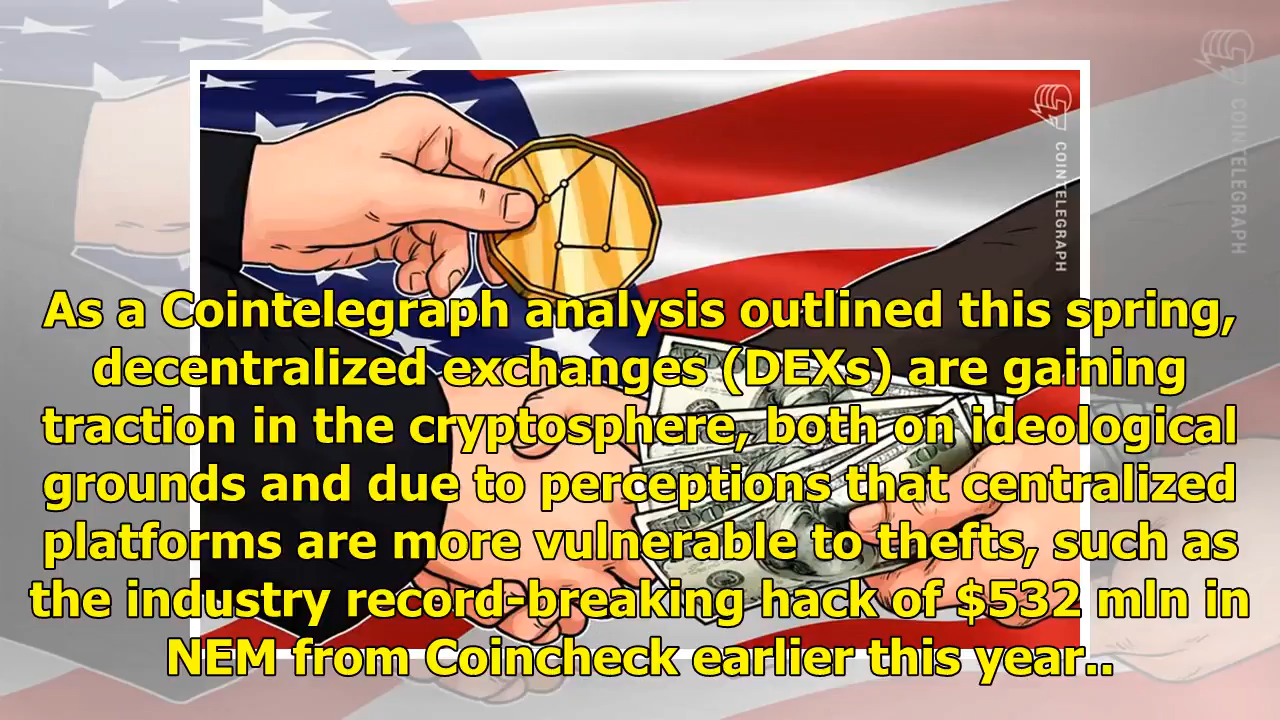 COINTELEGRAPH
COINTELEGRAPH
As a Cointelegraph analysis outlined this spring,
decentralized exchanges (DEXs) are gaining
traction in the cryptosphere, both on ideological
grounds and due to perceptions that centralized
platforms are more vulnerable to thefts, such as
the industry record-breaking hack of $532 mln in
NEM from Coincheck earlier this year..